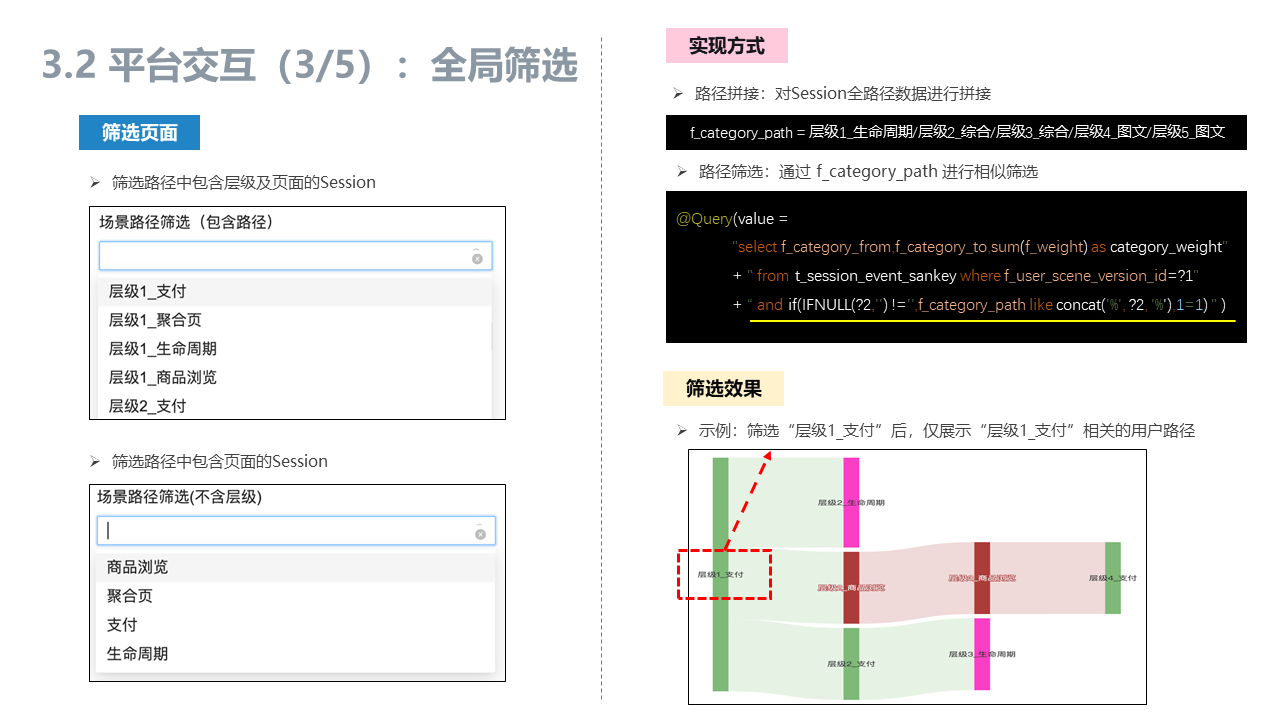 3.2 平台交互（3/5）：全局筛选
筛选页面
筛选路径中包含层级及页面的Session
场景路径筛选（包含路径）
层级1_支付
层级1_聚合页
层级1_生命周期
层级1_商品浏览
层级2_支付
筛选路径中包含页面的Session
场景路径筛选(不含层级)
商品浏览
聚合页
支付
生命周期
实现方式
路径拼接：对Session全路径数据进行拼接
f_category_path = 层级1_生命周期/层级2_综合/层级3_综合/层级4_图文/层级5_图文
路径筛选：通过 f_category_path 进行相似筛选
@Query(value =
"select f_category_from,f_category_to,sum(f_weight) as category_weight"
+ " from t_session_event_sankey where f_user_scene_version_id=?1"
+ " and if(IFNULL(?2,'') !='',f_category_path like concat('%', ?2, '%'),1=1) " )
筛选效果
示例：筛选“层级1_支付”后，仅展示“层级1_支付”相关的用户路径
层级2_生命周期
层级1_支付
层级2_商品浏览
层级3_商品浏览
层级4_支付
层级2_支付
层级3_生命周期